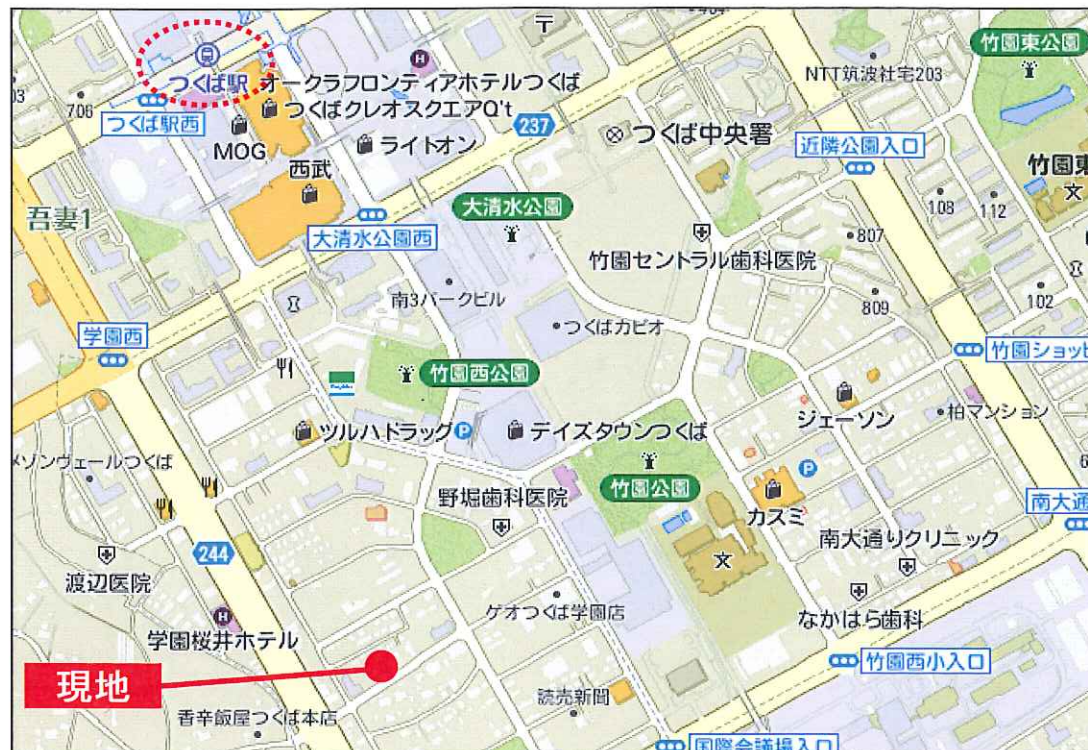 〒
竹園東公園
NTT筑波社宅203
つくば駅
オークラフロンティアホテルつくば
706
つくば駅西
つくばクレオスクエアQ't
237
つくば中央署
近隣公園入口
MOG
ライトオン
西武
竹園東
吾妻1
大清水公園
108
112
大清水公園西
807
竹園セントラル歯科医院
南3パークビル
102
809
つくばカピオ
学園西
竹園ショッピ
竹園西公園
ジェーソン
柏マンション
ツルハドラッグ
P
デイズタウンつくば
メゾンヴェールつくば
P
竹園公園
野堀歯科医院
カスミ
南大通
南大通りクリニック
244
渡辺医院
文
ゲオつくば学園店
なかはら歯科
H
学園桜井ホテル
竹園西小入口
現地
読売新聞
香辛飯屋つくば本店
国際会議場入口